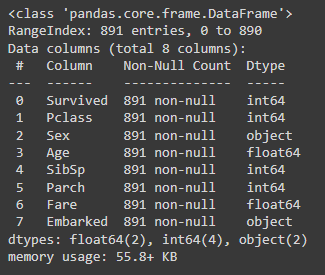 <class 'pandas.core.frame.DataFrame'>
RangeIndex: 891 entries, 0 to 890
Data columns (total 8 columns):
 #   Column    Non-Null Count  Dtype
---  ------    --------------  -----
 0   Survived  891 non-null    int64
 1   Pclass    891 non-null    int64
 2   Sex       891 non-null    object
 3   Age       891 non-null    float64
 4   SibSp     891 non-null    int64
 5   Parch     891 non-null    int64
 6   Fare      891 non-null    float64
 7   Embarked  891 non-null    object
dtypes: float64(2), int64(4), object(2)
memory usage: 55.8+ KB